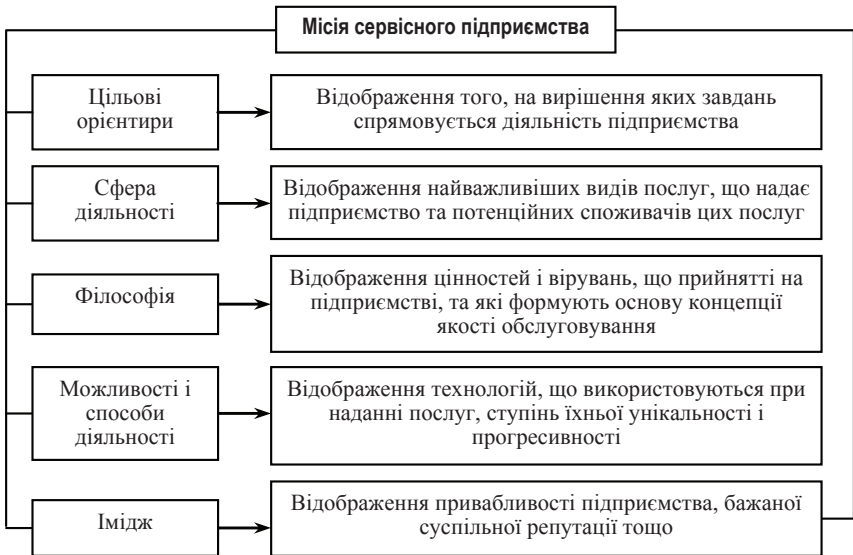 Місія сервісного підприємства
Цільові
орієнтири
Відображення того, на вирішення яких завдань
спрямовується діяльність підприємства
Сфера
діяльності
Відображення найважливіших видів послуг, що надає
підприємство та потенційних споживачів цих послуг
Філософія
Відображення цінностей і вірувань, що прийнятті на
підприємстві, та які формують основу концепції
якості обслуговування
Можливості і
способи
діяльності
Відображення технологій, що використовуються при
наданні послуг, ступінь їхньої унікальності і
прогресивності
Імідж
Відображення привабливості підприємства, бажаної
суспільної репутації тощо